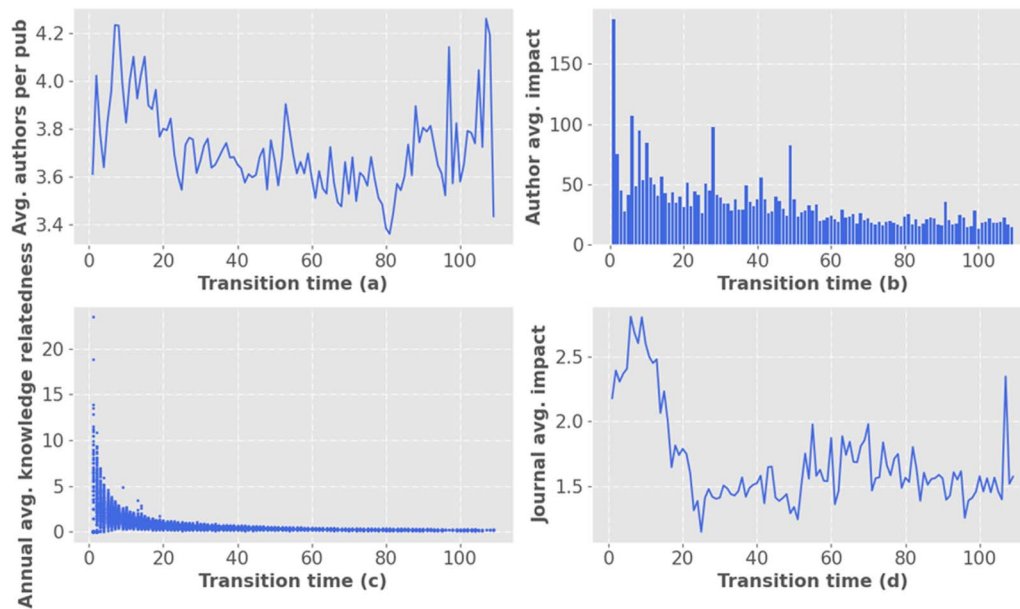 Avg. authors per pub
4.2
4.0
3.8
3.6
3.4
0 20 40 60 80 100
Transition time (a)
Author avg. impact
150
100
50
0
0 20 40 60 80 100
Transition time (b)
Annual avg. knowledge relatedness
20
15
10
5
0
0 20 40 60 80 100
Transition time (c)
Journal avg. impact
2.5
2.0
1.5
0 20 40 60 80 100
Transition time (d)